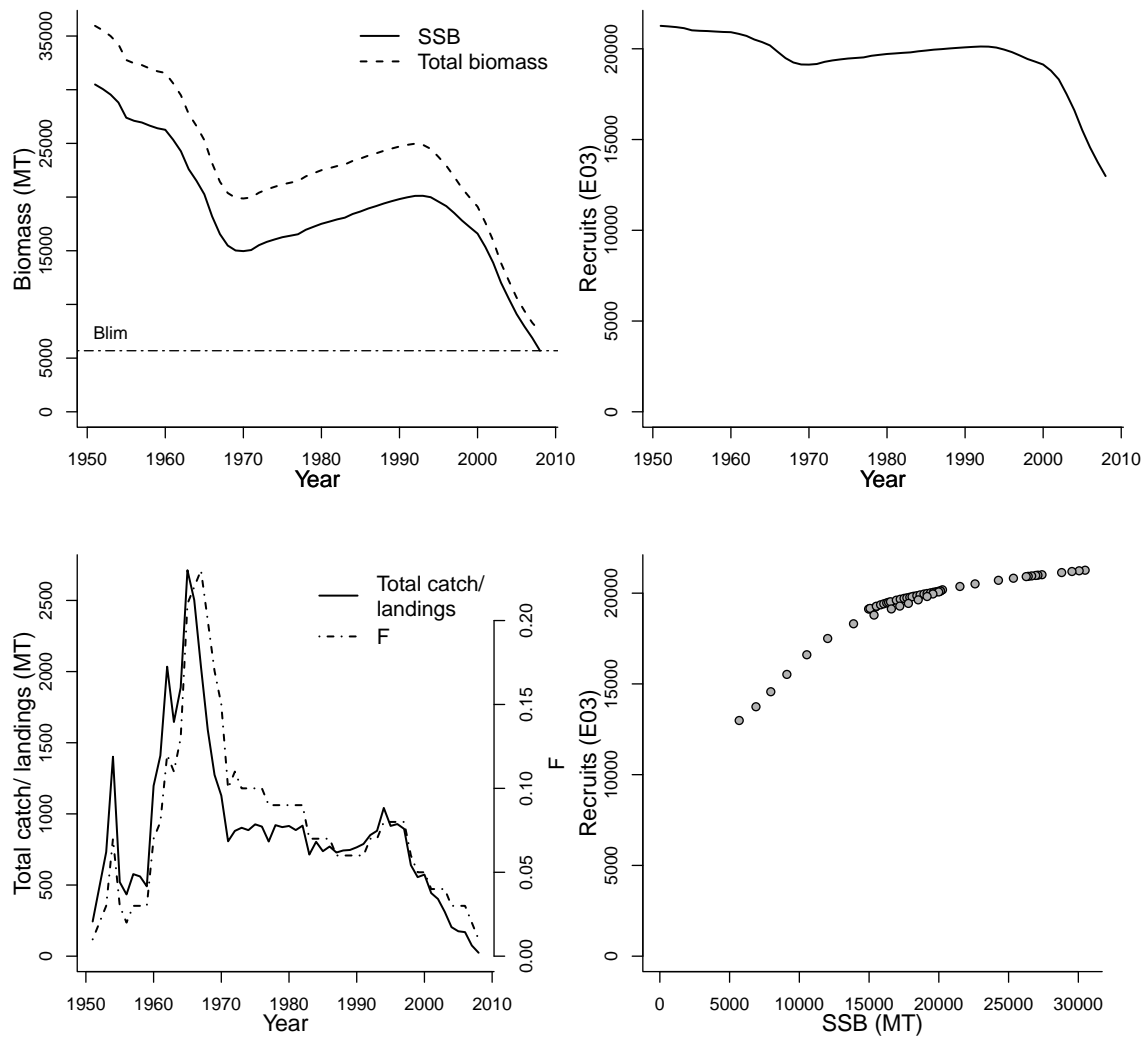 SSB
Total biomass
Biomass (MT)
0
5000
15000
25000
35000
Blim
1950 1960 1970 1980 1990 2000 2010
Year
Recruits (E03)
0
5000
10000
15000
20000
1950 1960 1970 1980 1990 2000 2010
Year
Total catch/
landings
F
Total catch/ landings (MT)
0
500
1000
1500
2000
2500
F
0.00
0.05
0.10
0.15
0.20
1950 1960 1970 1980 1990 2000 2010
Year
Recruits (E03)
0
5000
10000
15000
20000
0 5000 10000 15000 20000 25000 30000
SSB (MT)